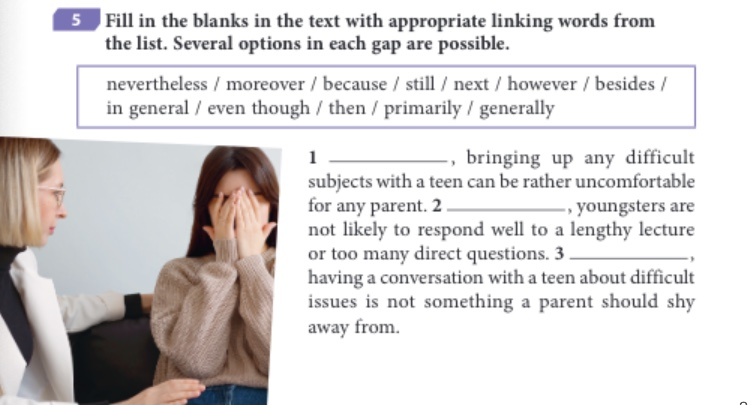 5 Fill in the blanks in the text with appropriate linking words from
the list. Several options in each gap are possible.
nevertheless / moreover / because / still / next / however / besides /
in general / even though / then / primarily / generally
1 __________, bringing up any difficult
subjects with a teen can be rather uncomfortable
for any parent. 2 __________, youngsters are
not likely to respond well to a lengthy lecture
or too many direct questions. 3 __________,
having a conversation with a teen about difficult
issues is not something a parent should shy
away from.